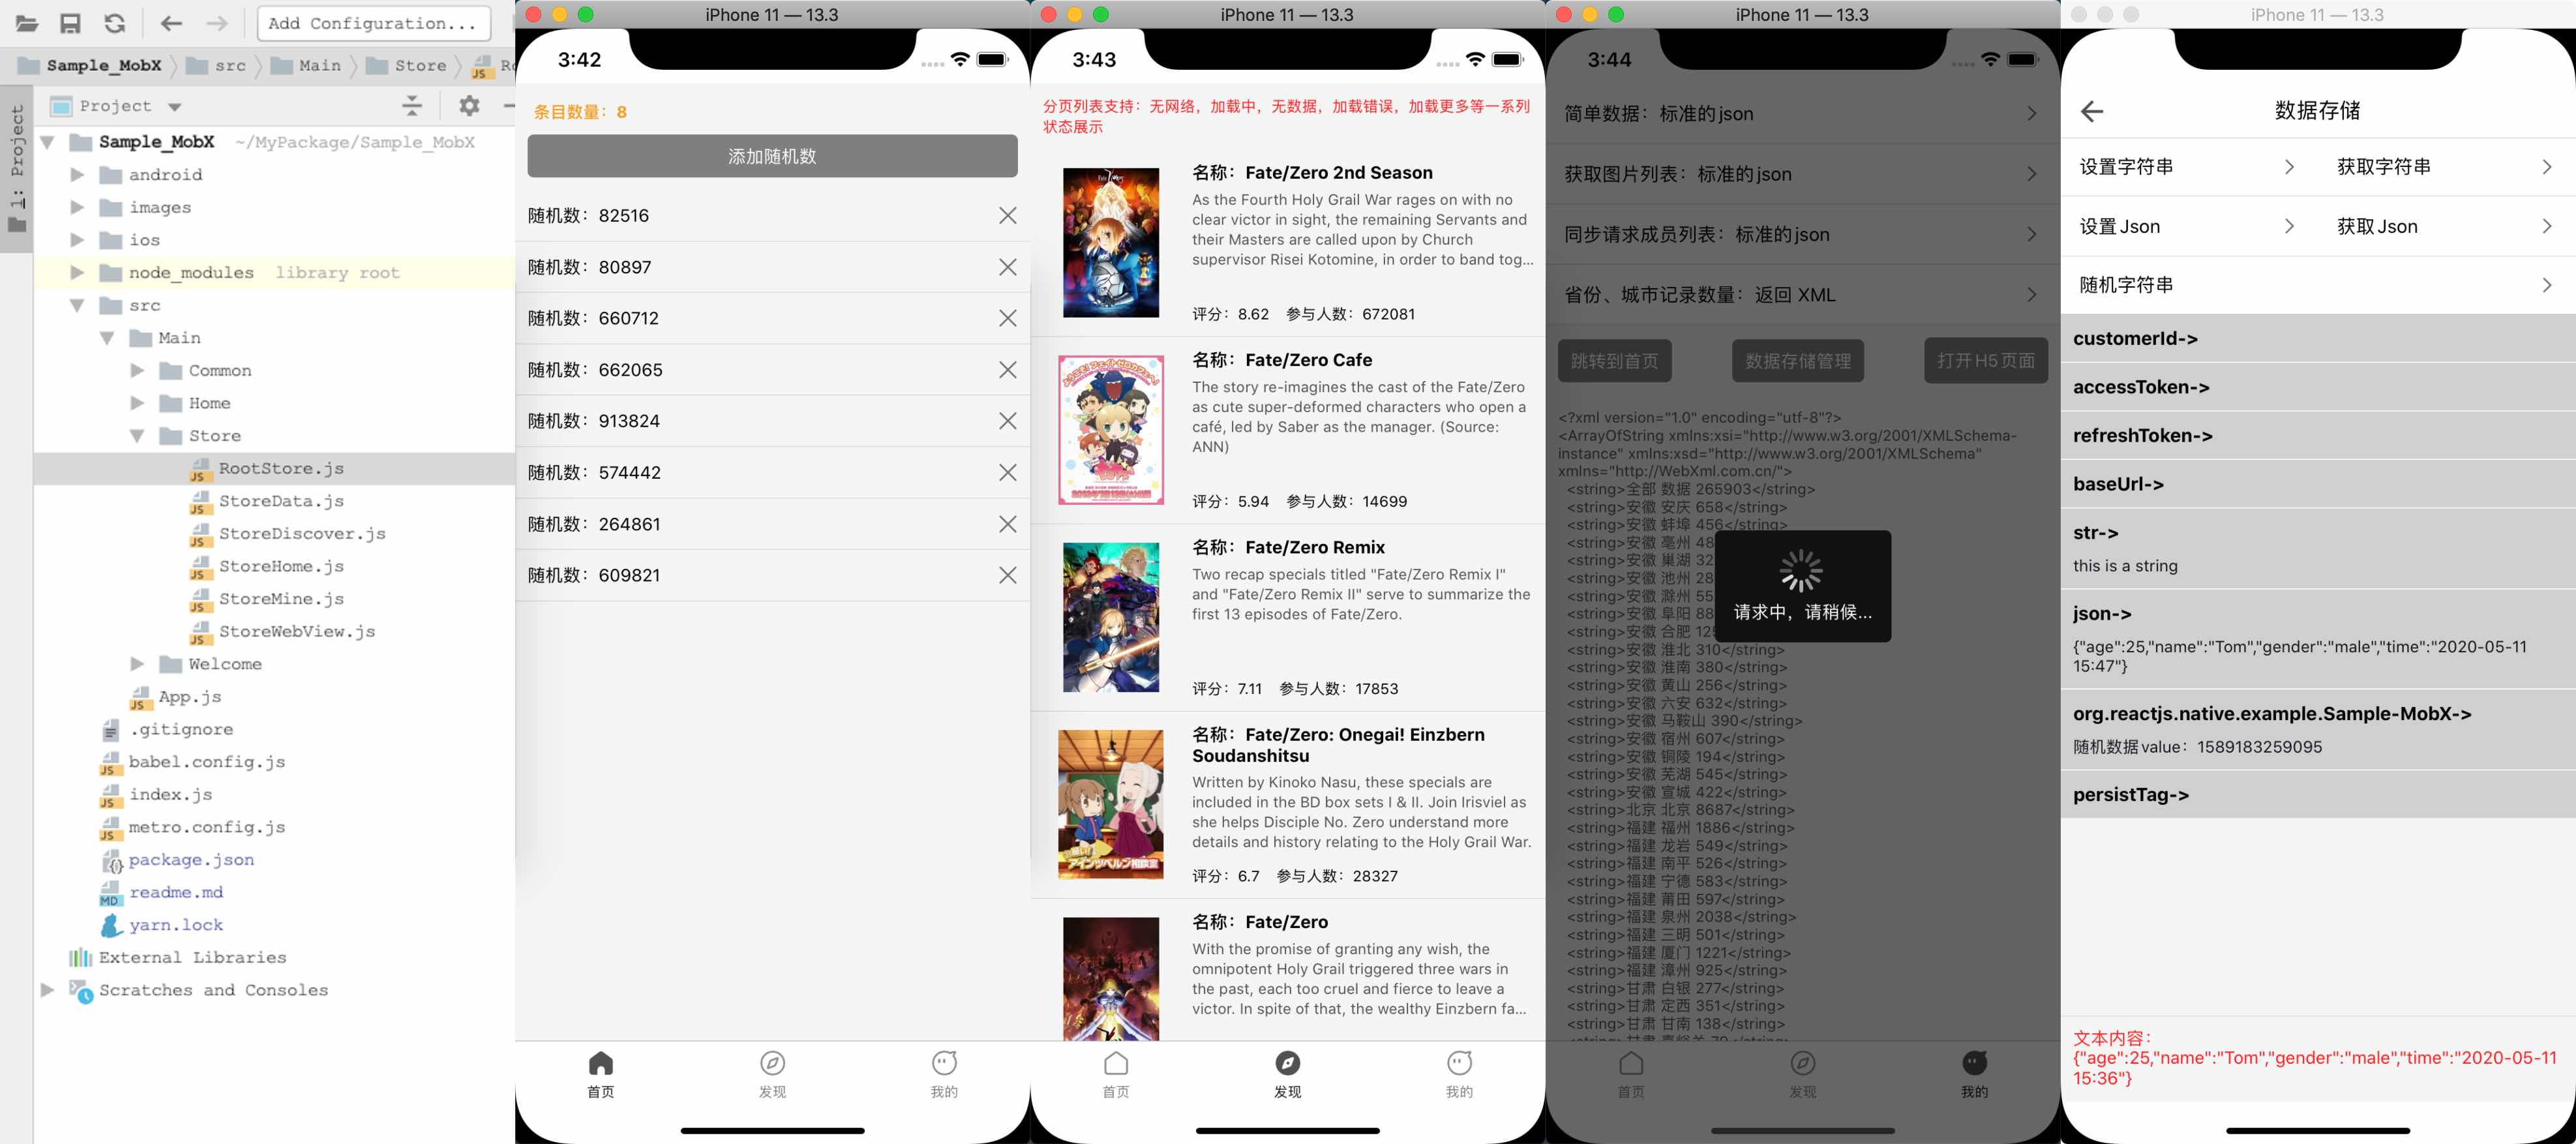 Add Configuration...
Sample_MobX
src
Main
Store
Project
1: Project
Sample_MobX ~/MyPackage/Sample_MobX
android
images
ios
node_modules library root
src
Main
Common
Home
Store
RootStore.js
StoreData.js
StoreDiscover.js
StoreHome.js
StoreMine.js
StoreWebView.js
Welcome
App.js
.gitignore
babel.config.js
index.js
metro.config.js
package.json
readme.md
yarn.lock
External Libraries
Scratches and Consoles
iPhone 11 — 13.3
3:42
条目数量：8
添加随机数
随机数：82516
随机数：80897
随机数：660712
随机数：662065
随机数：913824
随机数：574442
随机数：264861
随机数：609821
首页
发现
我的
iPhone 11 — 13.3
3:43
分页列表支持：无网络，加载中，无数据，加载错误，加载更多等一系列
状态展示
名称：Fate/Zero 2nd Season
As the Fourth Holy Grail War rages on with no
clear victor in sight, the remaining Servants and
their Masters are called upon by Church
supervisor Risei Kotomine, in order to band tog...
评分：8.62 参与人数：672081
名称：Fate/Zero Cafe
The story re-imagines the cast of the Fate/Zero
as cute super-deformed characters who open a
café, led by Saber as the manager. (Source:
ANN)
评分：5.94 参与人数：14699
名称：Fate/Zero Remix
Two recap specials titled "Fate/Zero Remix I"
and "Fate/Zero Remix II" serve to summarize the
first 13 episodes of Fate/Zero.
评分：7.11 参与人数：17853
名称：Fate/Zero: Onegai! Einzbern
Soudanshitsu
Written by Kinoko Nasu, these specials are
included in the BD box sets I & II. Join Irisviel as
she helps Disciple No. Zero understand more
details and history relating to the Holy Grail War.
评分：6.7 参与人数：28327
名称：Fate/Zero
With the promise of granting any wish, the
omnipotent Holy Grail triggered three wars in
the past, each too cruel and fierce to leave a
victor. In spite of that, the wealthy Einzbern fa...
首页
发现
我的
iPhone 11 — 13.3
3:44
简单数据：标准的json
获取图片列表：标准的json
同步请求成员列表：标准的json
省份、城市记录数量：返回 XML
跳转到首页
数据存储管理
打开H5页面
<?xml version="1.0" encoding="utf-8"?>
<ArrayOfString xmlns:xsi="http://www.w3.org/2001/XMLSchema-
instance" xmlns:xsd="http://www.w3.org/2001/XMLSchema"
xmlns="http://WebXml.com.cn/">
<string>全部 数据 265903</string>
<string>安徽 安庆 658</string>
<string>安徽 蚌埠 456</string>
<string>安徽 亳州 48
<string>安徽 巢湖 32
<string>安徽 池州 28
<string>安徽 滁州 55
<string>安徽 阜阳 88
<string>安徽 合肥 125
<string>安徽 淮北 310</string>
<string>安徽 淮南 380</string>
<string>安徽 黄山 256</string>
<string>安徽 六安 632</string>
<string>安徽 马鞍山 390</string>
<string>安徽 宿州 607</string>
<string>安徽 铜陵 194</string>
<string>安徽 芜湖 545</string>
<string>安徽 宣城 422</string>
<string>北京 北京 8687</string>
<string>福建 福州 1886</string>
<string>福建 龙岩 549</string>
<string>福建 南平 526</string>
<string>福建 宁德 583</string>
<string>福建 莆田 597</string>
<string>福建 泉州 2038</string>
<string>福建 三明 501</string>
<string>福建 厦门 1221</string>
<string>福建 漳州 925</string>
<string>甘肃 白银 277</string>
<string>甘肃 定西 351</string>
<string>甘肃 甘南 138</string>
请求中，请稍候...
首页
发现
我的
iPhone 11 — 13.3
数据存储
设置字符串
获取字符串
设置Json
获取Json
随机字符串
customerId->
accessToken->
refreshToken->
baseUrl->
str->
this is a string
json->
{"age":25,"name":"Tom","gender":"male","time":"2020-05-11
15:47"}
org.reactjs.native.example.Sample-MobX->
随机数据value：1589183259095
persistTag->
文本内容：
{"age":25,"name":"Tom","gender":"male","time":"2020-05-11
15:36"}